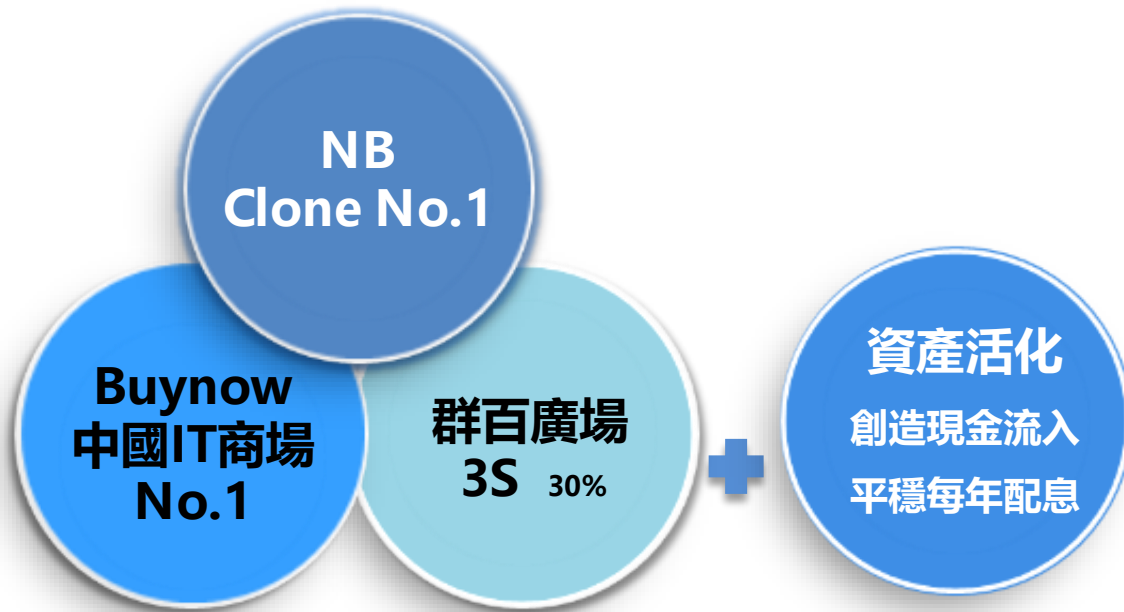 NB
Clone No.1
Buynow
中國IT商場
No.1
群百廣場
3S 30%
資產活化
創造現金流入
平穩每年配息